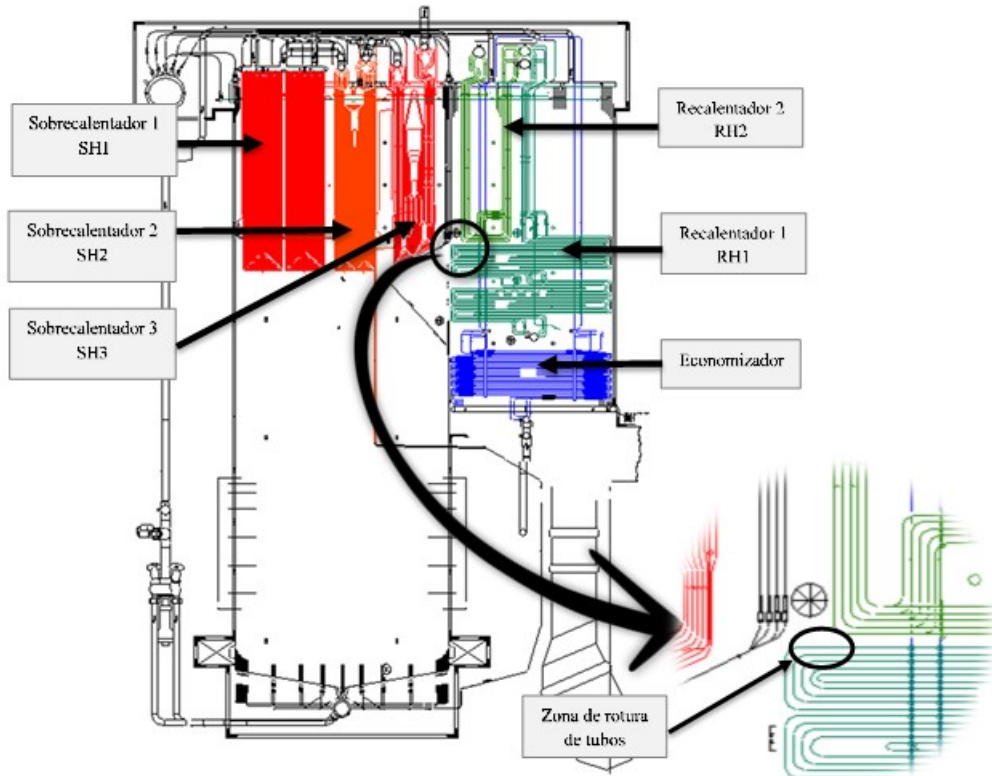 Sobrecalentador 1
SH1
Sobrecalentador 2
SH2
Sobrecalentador 3
SH3
Recalentador 2
RH2
Recalentador 1
RH1
Economizador
Zona de rotura
de tubos